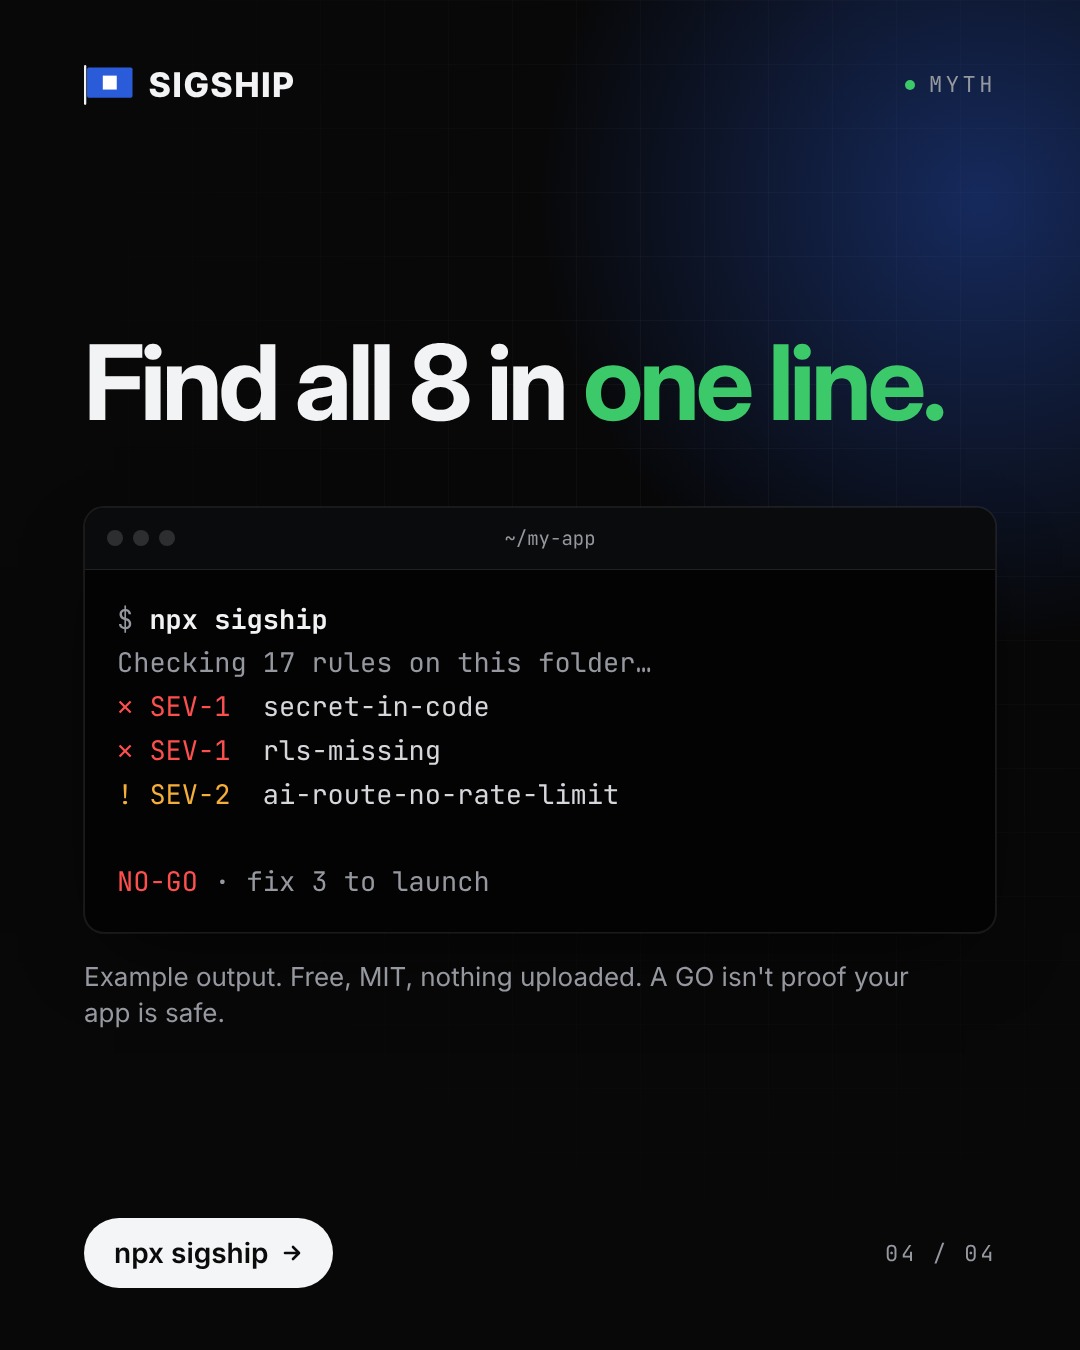 SIGSHIP
MYTH
Find all 8 in one line.
~/my-app
$ npx sigship
Checking 17 rules on this folder…
× SEV-1  secret-in-code
× SEV-1  rls-missing
! SEV-2  ai-route-no-rate-limit
NO-GO · fix 3 to launch
Example output. Free, MIT, nothing uploaded. A GO isn't proof your
app is safe.
npx sigship →
04 / 04